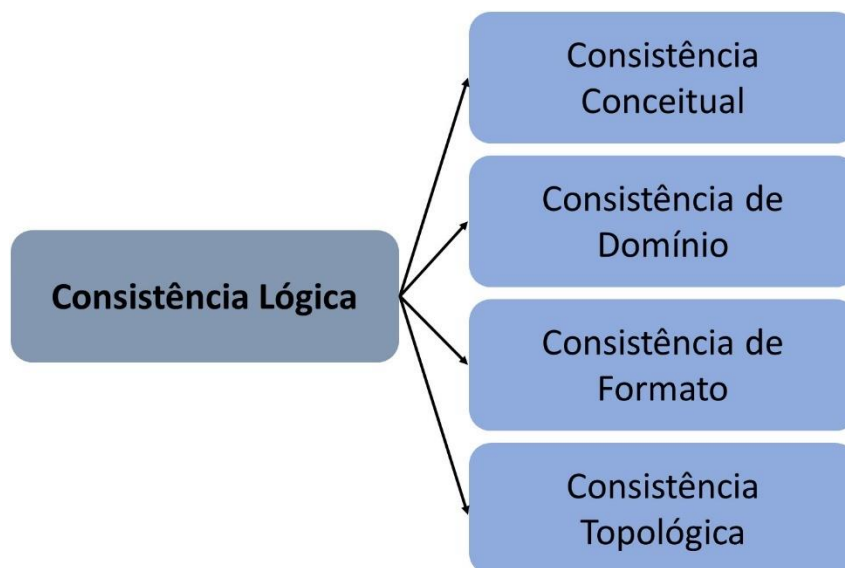 Consistência
Conceitual
Consistência de
Domínio
Consistência Lógica
Consistência de
Formato
Consistência
Topológica